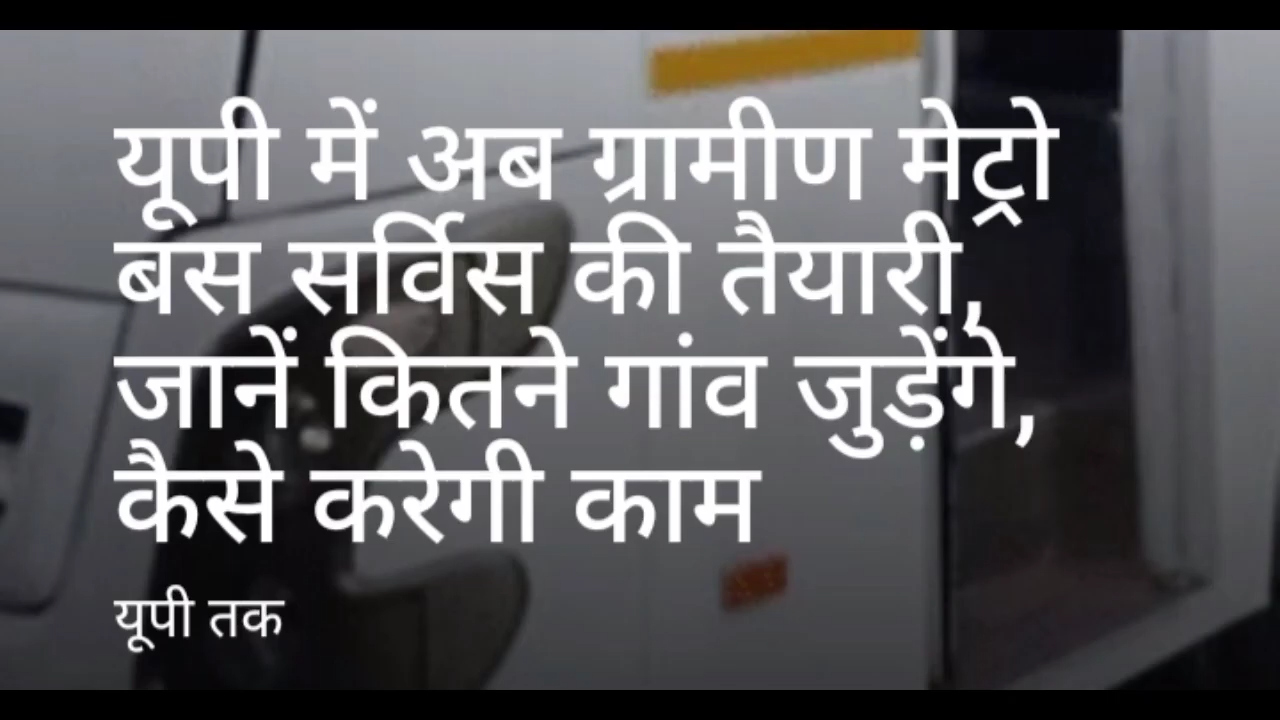 यूपी में अब ग्रामीण मेट्रो
बस सर्विस की तैयारी,
जानें कितने गांव जुड़ेंगे,
कैसे करेगी काम
यूपी तक